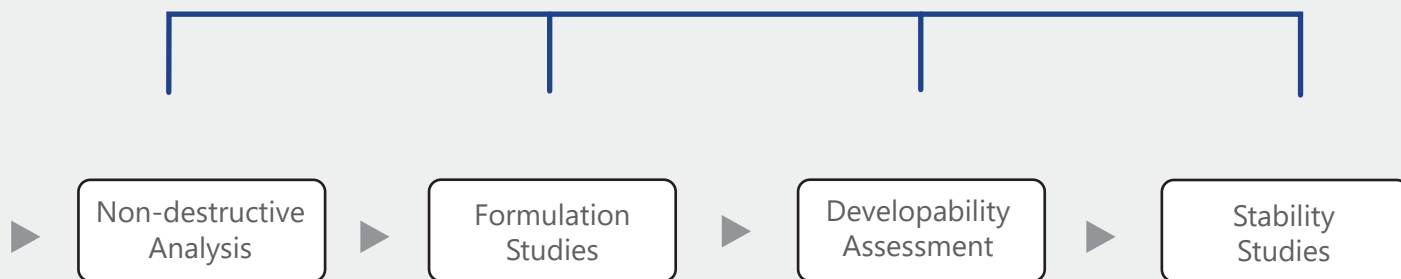 Non-destructive
Analysis
Formulation
Studies
Developability
Assessment
Stability
Studies